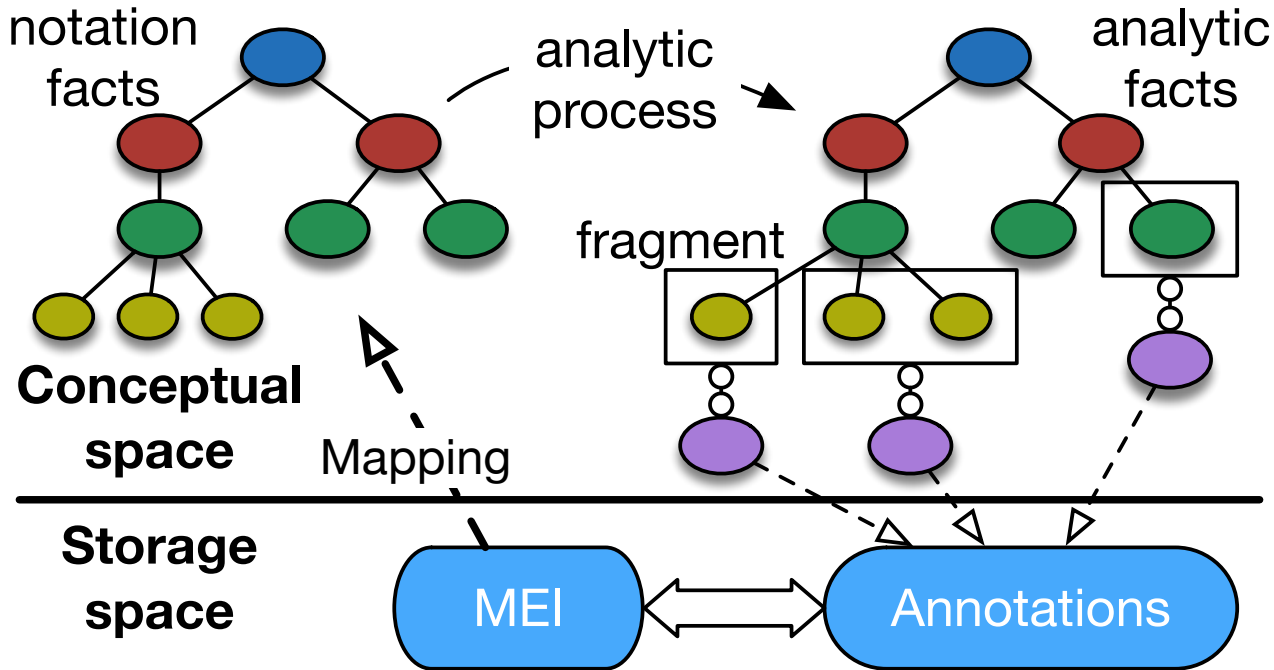 notation
facts
analytic
process
analytic
facts
fragment
Conceptual
space
Mapping
Storage
space
MEI
Annotations